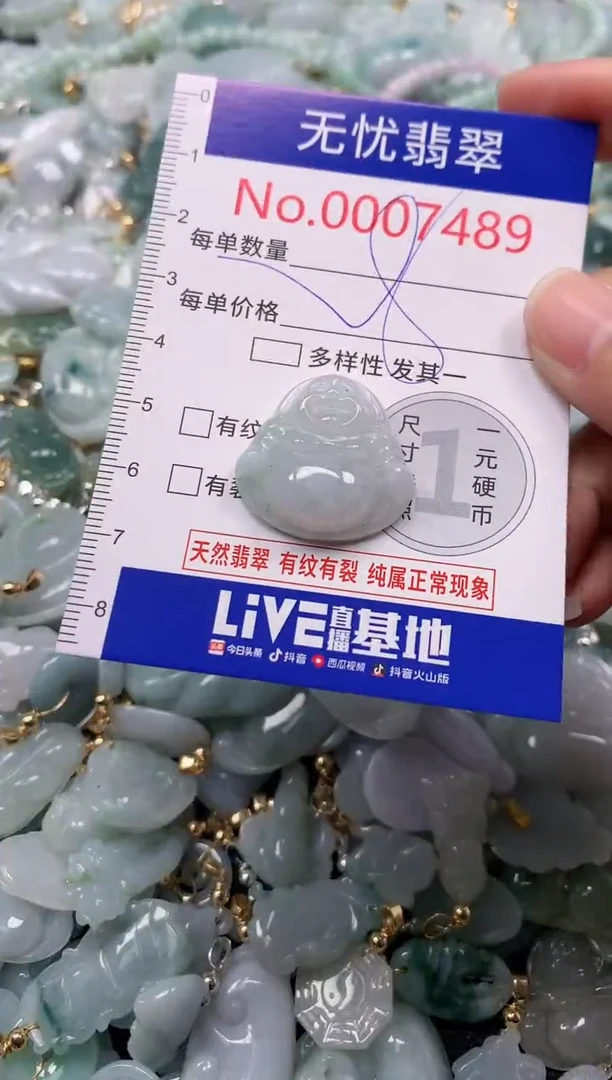 无忧翡翠
No.0007489
每单数量
每单价格
多样性 发其一
有纹
有裂
尺
寸
1
一
元
硬
币
天然翡翠 有纹有裂 纯属正常现象
LiVE直播基地
今日头条 抖音 西瓜视频 抖音火山版
0
1
2
3
4
5
6
7
8